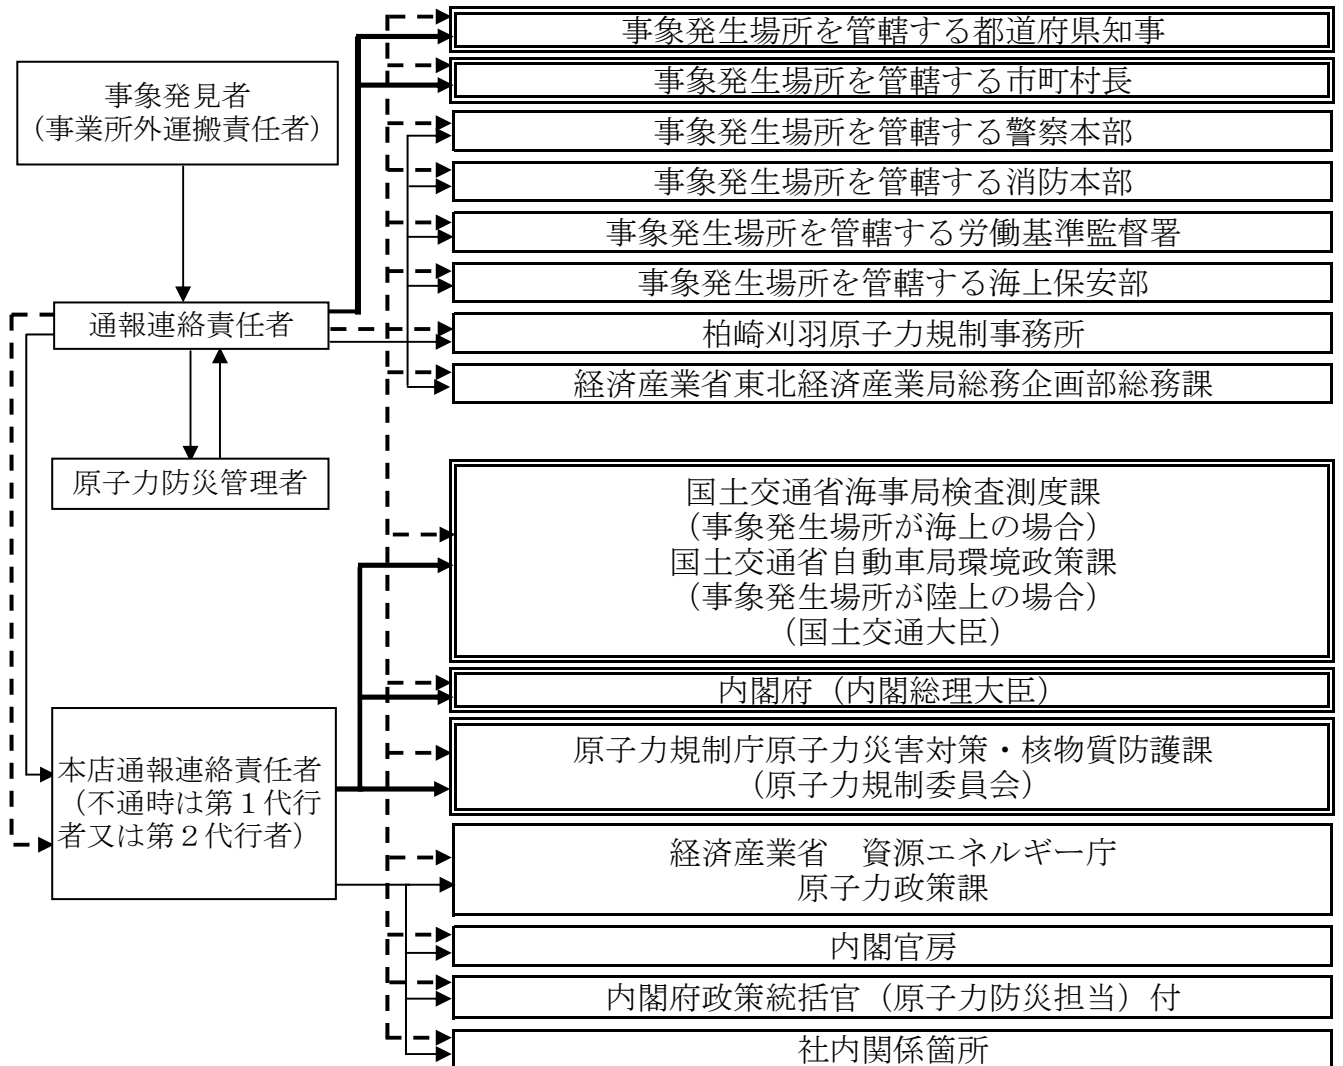 事象発生場所を管轄する都道府県知事
事象発生場所を管轄する市町村長
事象発見者
（事業所外運搬責任者）
事象発生場所を管轄する警察本部
事象発生場所を管轄する消防本部
事象発生場所を管轄する労働基準監督署
事象発生場所を管轄する海上保安部
通報連絡責任者
柏崎刈羽原子力規制事務所
経済産業省東北経済産業局総務企画部総務課
原子力防災管理者
国土交通省海事局検査測度課
（事象発生場所が海上の場合）
国土交通省自動車局環境政策課
（事象発生場所が陸上の場合）
（国土交通大臣）
内閣府（内閣総理大臣）
原子力規制庁原子力災害対策・核物質防護課
（原子力規制委員会）
本店通報連絡責任者
（不通時は第１代行
者又は第２代行者）
経済産業省　資源エネルギー庁
原子力政策課
内閣官房
内閣府政策統括官（原子力防災担当）付
社内関係箇所